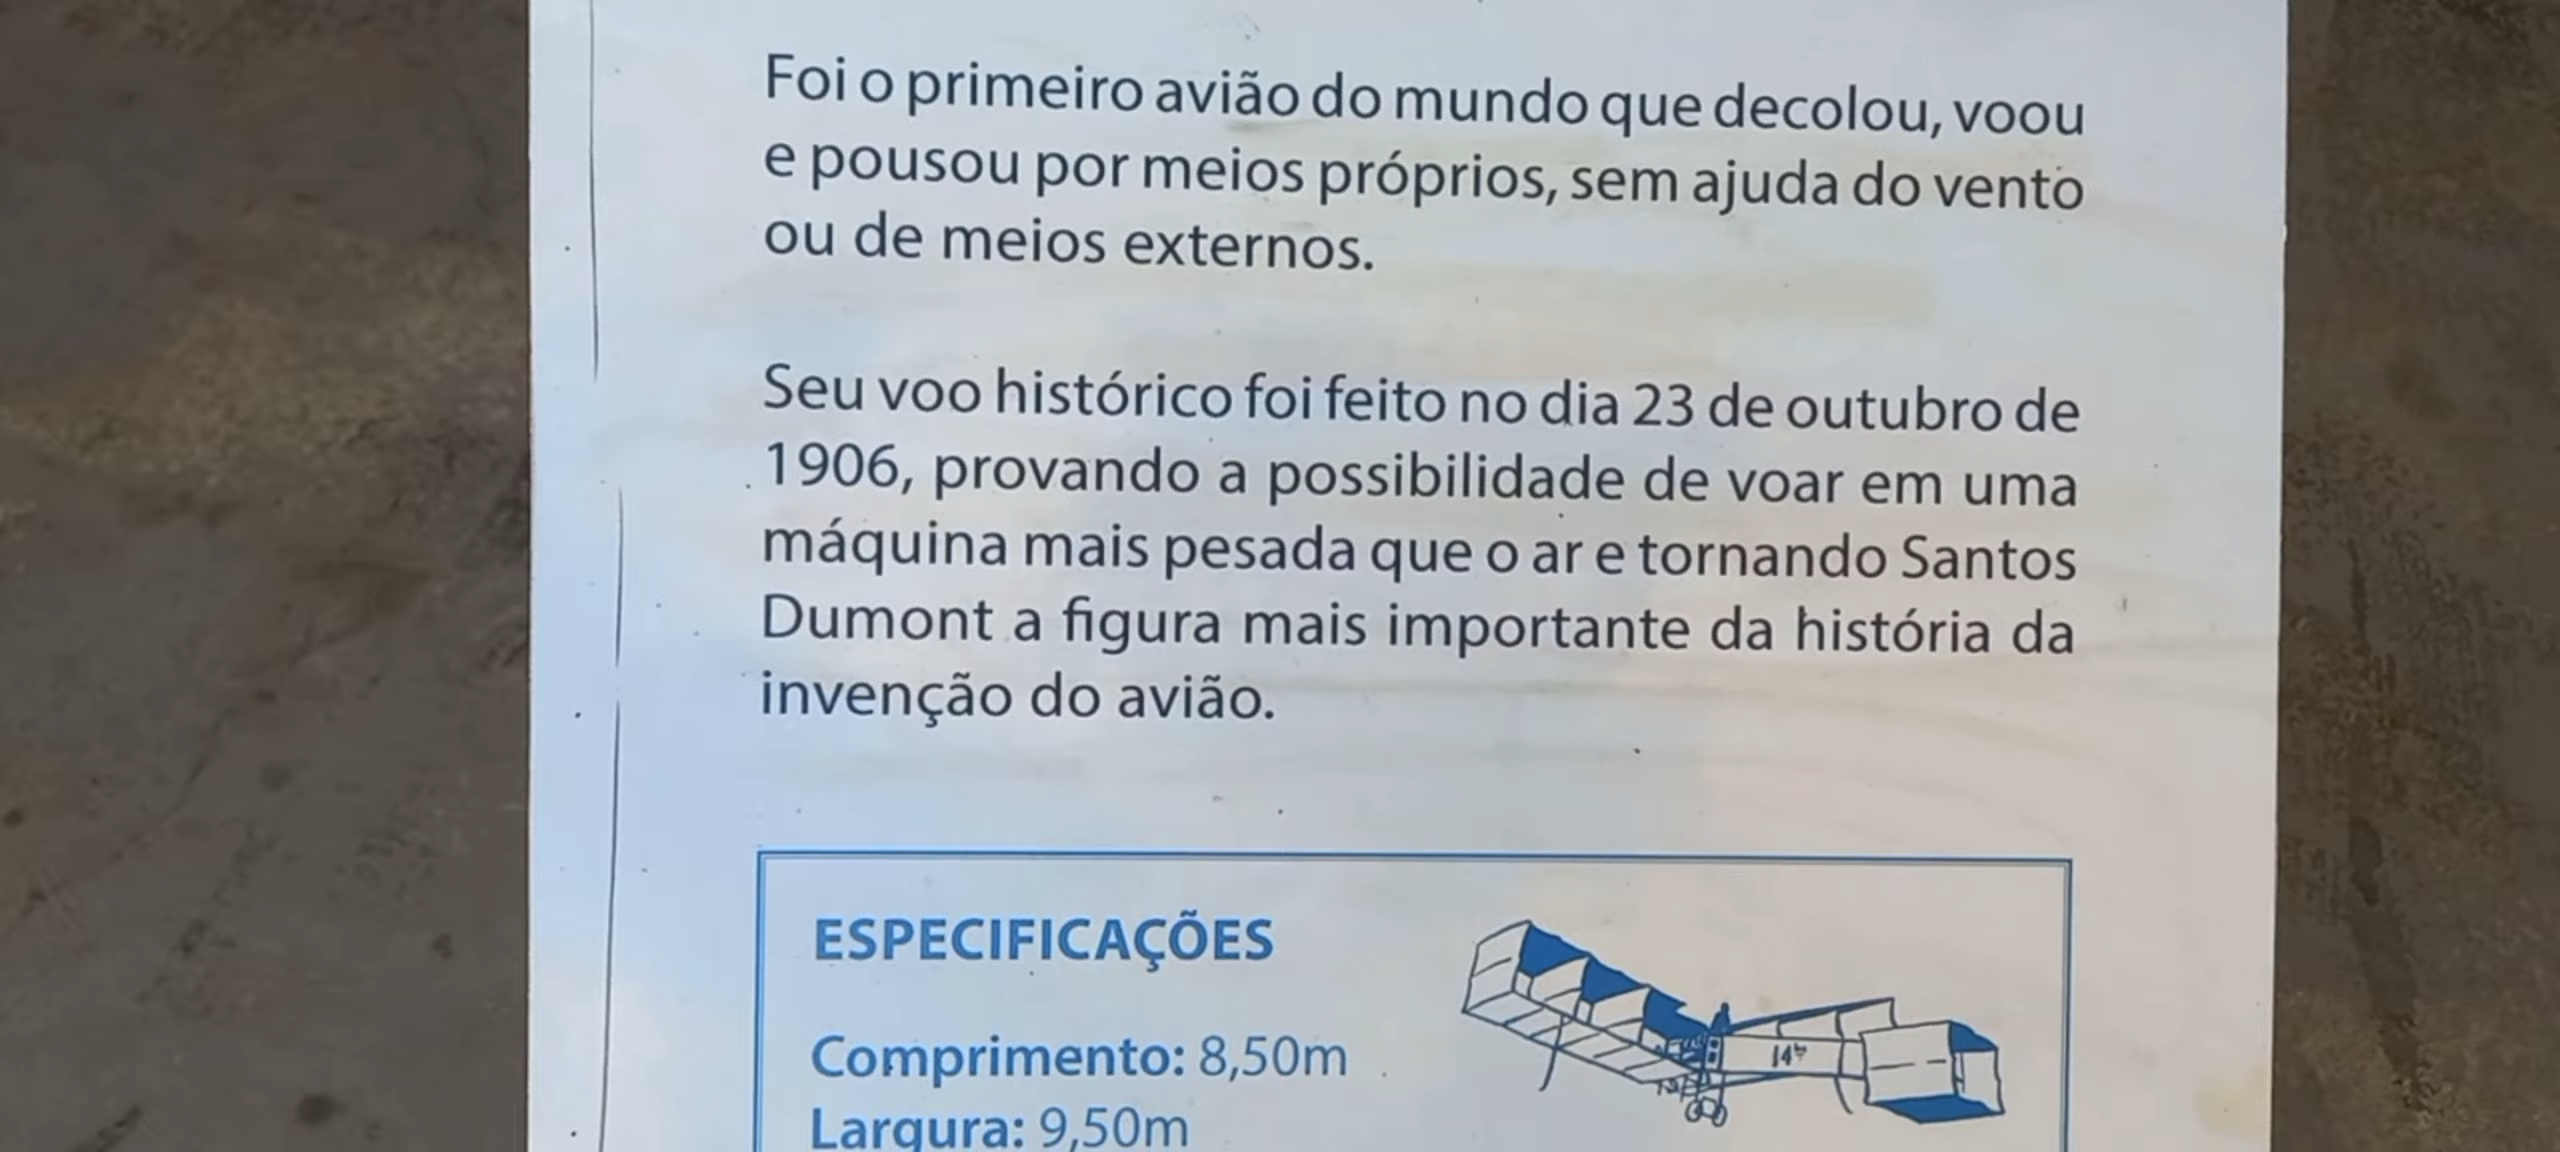 Foi o primeiro avião do mundo que decolou, voou
e pousou por meios próprios, sem ajuda do vento
ou de meios externos.
Seu voo histórico foi feito no dia 23 de outubro de
1906, provando a possibilidade de voar em uma
máquina mais pesada que o ar e tornando Santos
Dumont a figura mais importante da história da
invenção do avião.
ESPECIFICAÇÕES
Comprimento: 8,50m
Largura: 9,50m
14